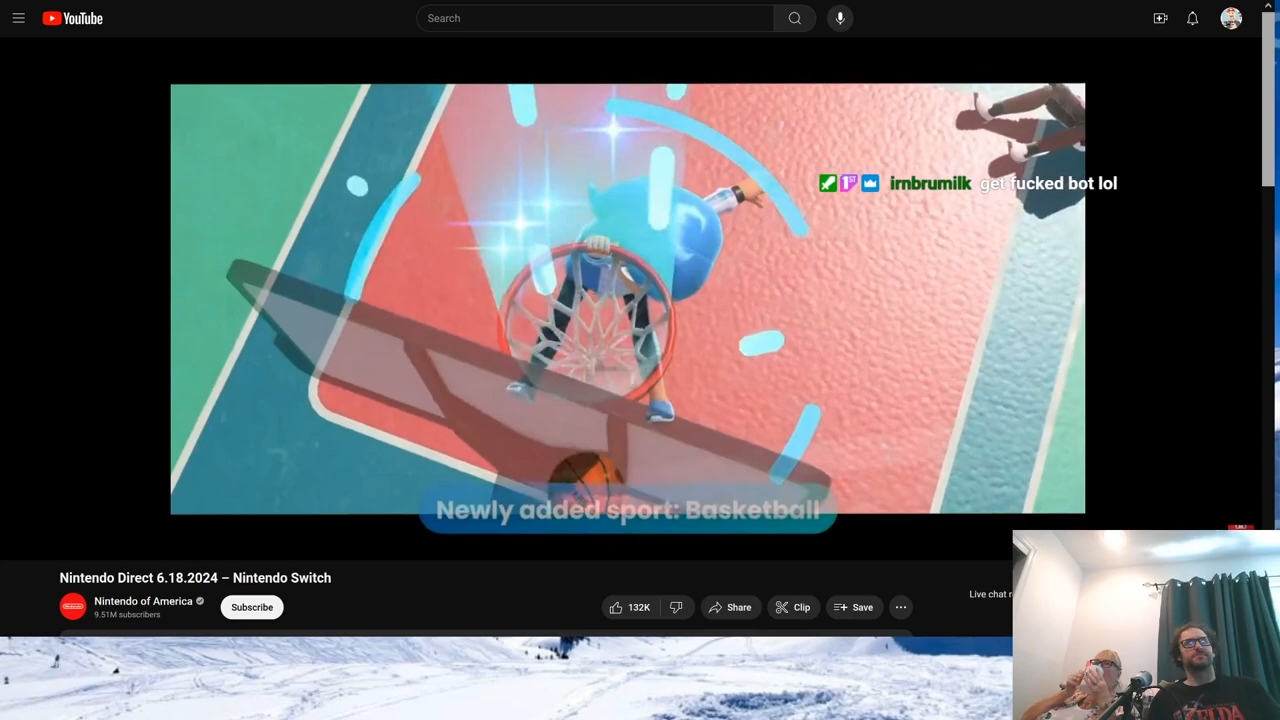 YouTube
Search
irnbrumilk get fucked bot lol
Newly added sport: Basketball
Nintendo Direct 6.18.2024 – Nintendo Switch
Nintendo of America
9.51M subscribers
Subscribe
132K
Share
Clip
Save
Live chat
ZELDA